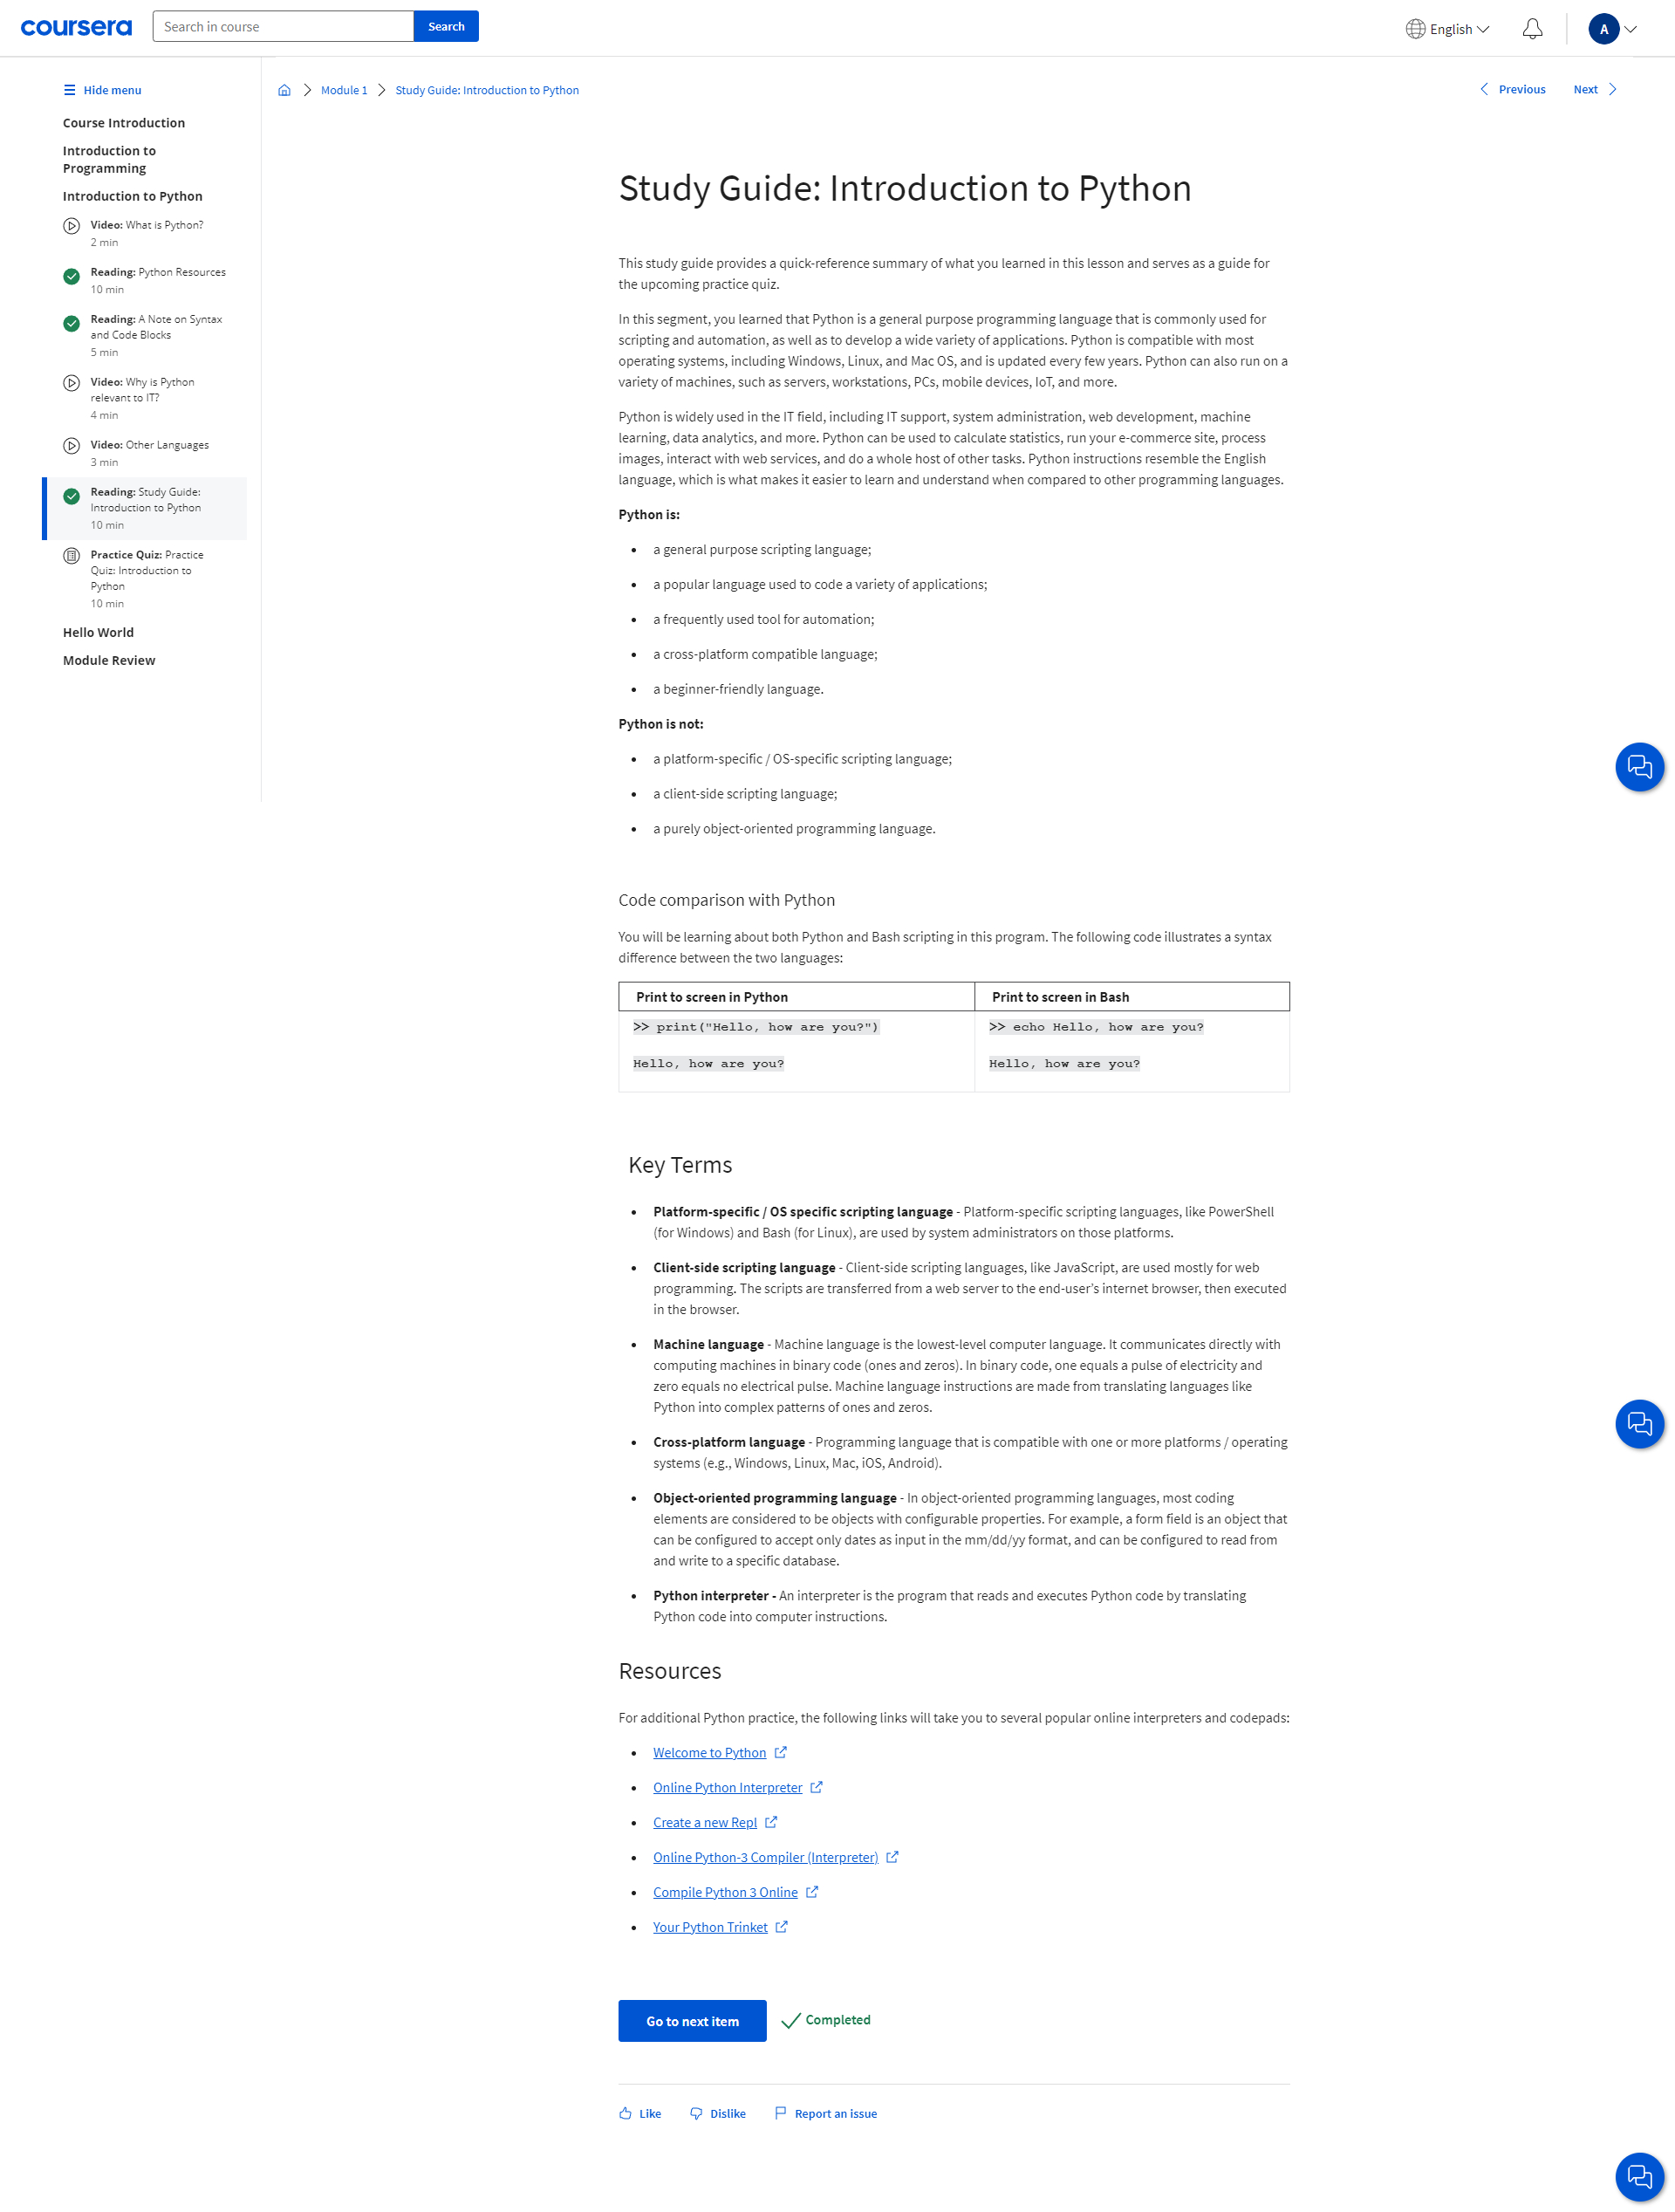 coursera
Search in course
Search
English
A
Hide menu
Course Introduction
Introduction to
Programming
Introduction to Python
Video: What is Python?
2 min
Reading: Python Resources
10 min
Reading: A Note on Syntax
and Code Blocks
5 min
Video: Why is Python
relevant to IT?
4 min
Video: Other Languages
3 min
Reading: Study Guide:
Introduction to Python
10 min
Practice Quiz: Practice
Quiz: Introduction to
Python
10 min
Hello World
Module Review
Module 1
Study Guide: Introduction to Python
Previous
Next
Study Guide: Introduction to Python
This study guide provides a quick-reference summary of what you learned in this lesson and serves as a guide for
the upcoming practice quiz.
In this segment, you learned that Python is a general purpose programming language that is commonly used for
scripting and automation, as well as to develop a wide variety of applications. Python is compatible with most
operating systems, including Windows, Linux, and Mac OS, and is updated every few years. Python can also run on a
variety of machines, such as servers, workstations, PCs, mobile devices, IoT, and more.
Python is widely used in the IT field, including IT support, system administration, web development, machine
learning, data analytics, and more. Python can be used to calculate statistics, run your e-commerce site, process
images, interact with web services, and do a whole host of other tasks. Python instructions resemble the English
language, which is what makes it easier to learn and understand when compared to other programming languages.
Python is:
• a general purpose scripting language;
• a popular language used to code a variety of applications;
• a frequently used tool for automation;
• a cross-platform compatible language;
• a beginner-friendly language.
Python is not:
• a platform-specific / OS-specific scripting language;
• a client-side scripting language;
• a purely object-oriented programming language.
Code comparison with Python
You will be learning about both Python and Bash scripting in this program. The following code illustrates a syntax
difference between the two languages:
Print to screen in Python
Print to screen in Bash
>> print("Hello, how are you?")
>> echo Hello, how are you?
Hello, how are you?
Hello, how are you?
Key Terms
• Platform-specific / OS specific scripting language - Platform-specific scripting languages, like PowerShell
(for Windows) and Bash (for Linux), are used by system administrators on those platforms.
• Client-side scripting language - Client-side scripting languages, like JavaScript, are used mostly for web
programming. The scripts are transferred from a web server to the end-user’s internet browser, then executed
in the browser.
• Machine language - Machine language is the lowest-level computer language. It communicates directly with
computing machines in binary code (ones and zeros). In binary code, one equals a pulse of electricity and
zero equals no electrical pulse. Machine language instructions are made from translating languages like
Python into complex patterns of ones and zeros.
• Cross-platform language - Programming language that is compatible with one or more platforms / operating
systems (e.g., Windows, Linux, Mac, iOS, Android).
• Object-oriented programming language - In object-oriented programming languages, most coding
elements are considered to be objects with configurable properties. For example, a form field is an object that
can be configured to accept only dates as input in the mm/dd/yy format, and can be configured to read from
and write to a specific database.
• Python interpreter - An interpreter is the program that reads and executes Python code by translating
Python code into computer instructions.
Resources
For additional Python practice, the following links will take you to several popular online interpreters and codepads:
• Welcome to Python
• Online Python Interpreter
• Create a new Repl
• Online Python-3 Compiler (Interpreter)
• Compile Python 3 Online
• Your Python Trinket
Go to next item
Completed
Like
Dislike
Report an issue